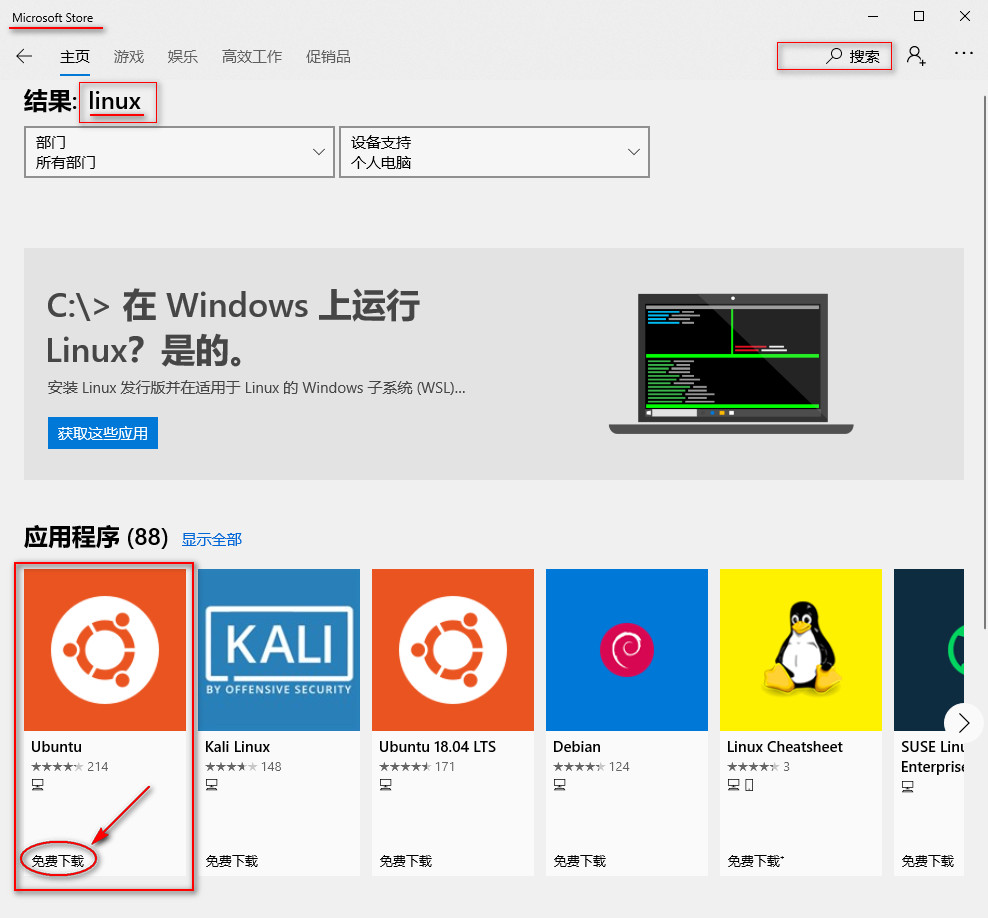 Microsoft Store
主页 游戏 娱乐 高效工作 促销品 搜索
结果: linux
部门
所有部门
设备支持
个人电脑
C:\> 在 Windows 上运行
Linux？是的。
安装 Linux 发行版并在适用于 Linux 的 Windows 子系统 (WSL)...
获取这些应用
应用程序 (88) 显示全部
KALI
BY OFFENSIVE SECURITY
Ubuntu
214
免费下载
Kali Linux
148
免费下载
Ubuntu 18.04 LTS
171
免费下载
Debian
124
免费下载
Linux Cheatsheet
3
免费下载+
SUSE Linu
Enterprise
免费下载